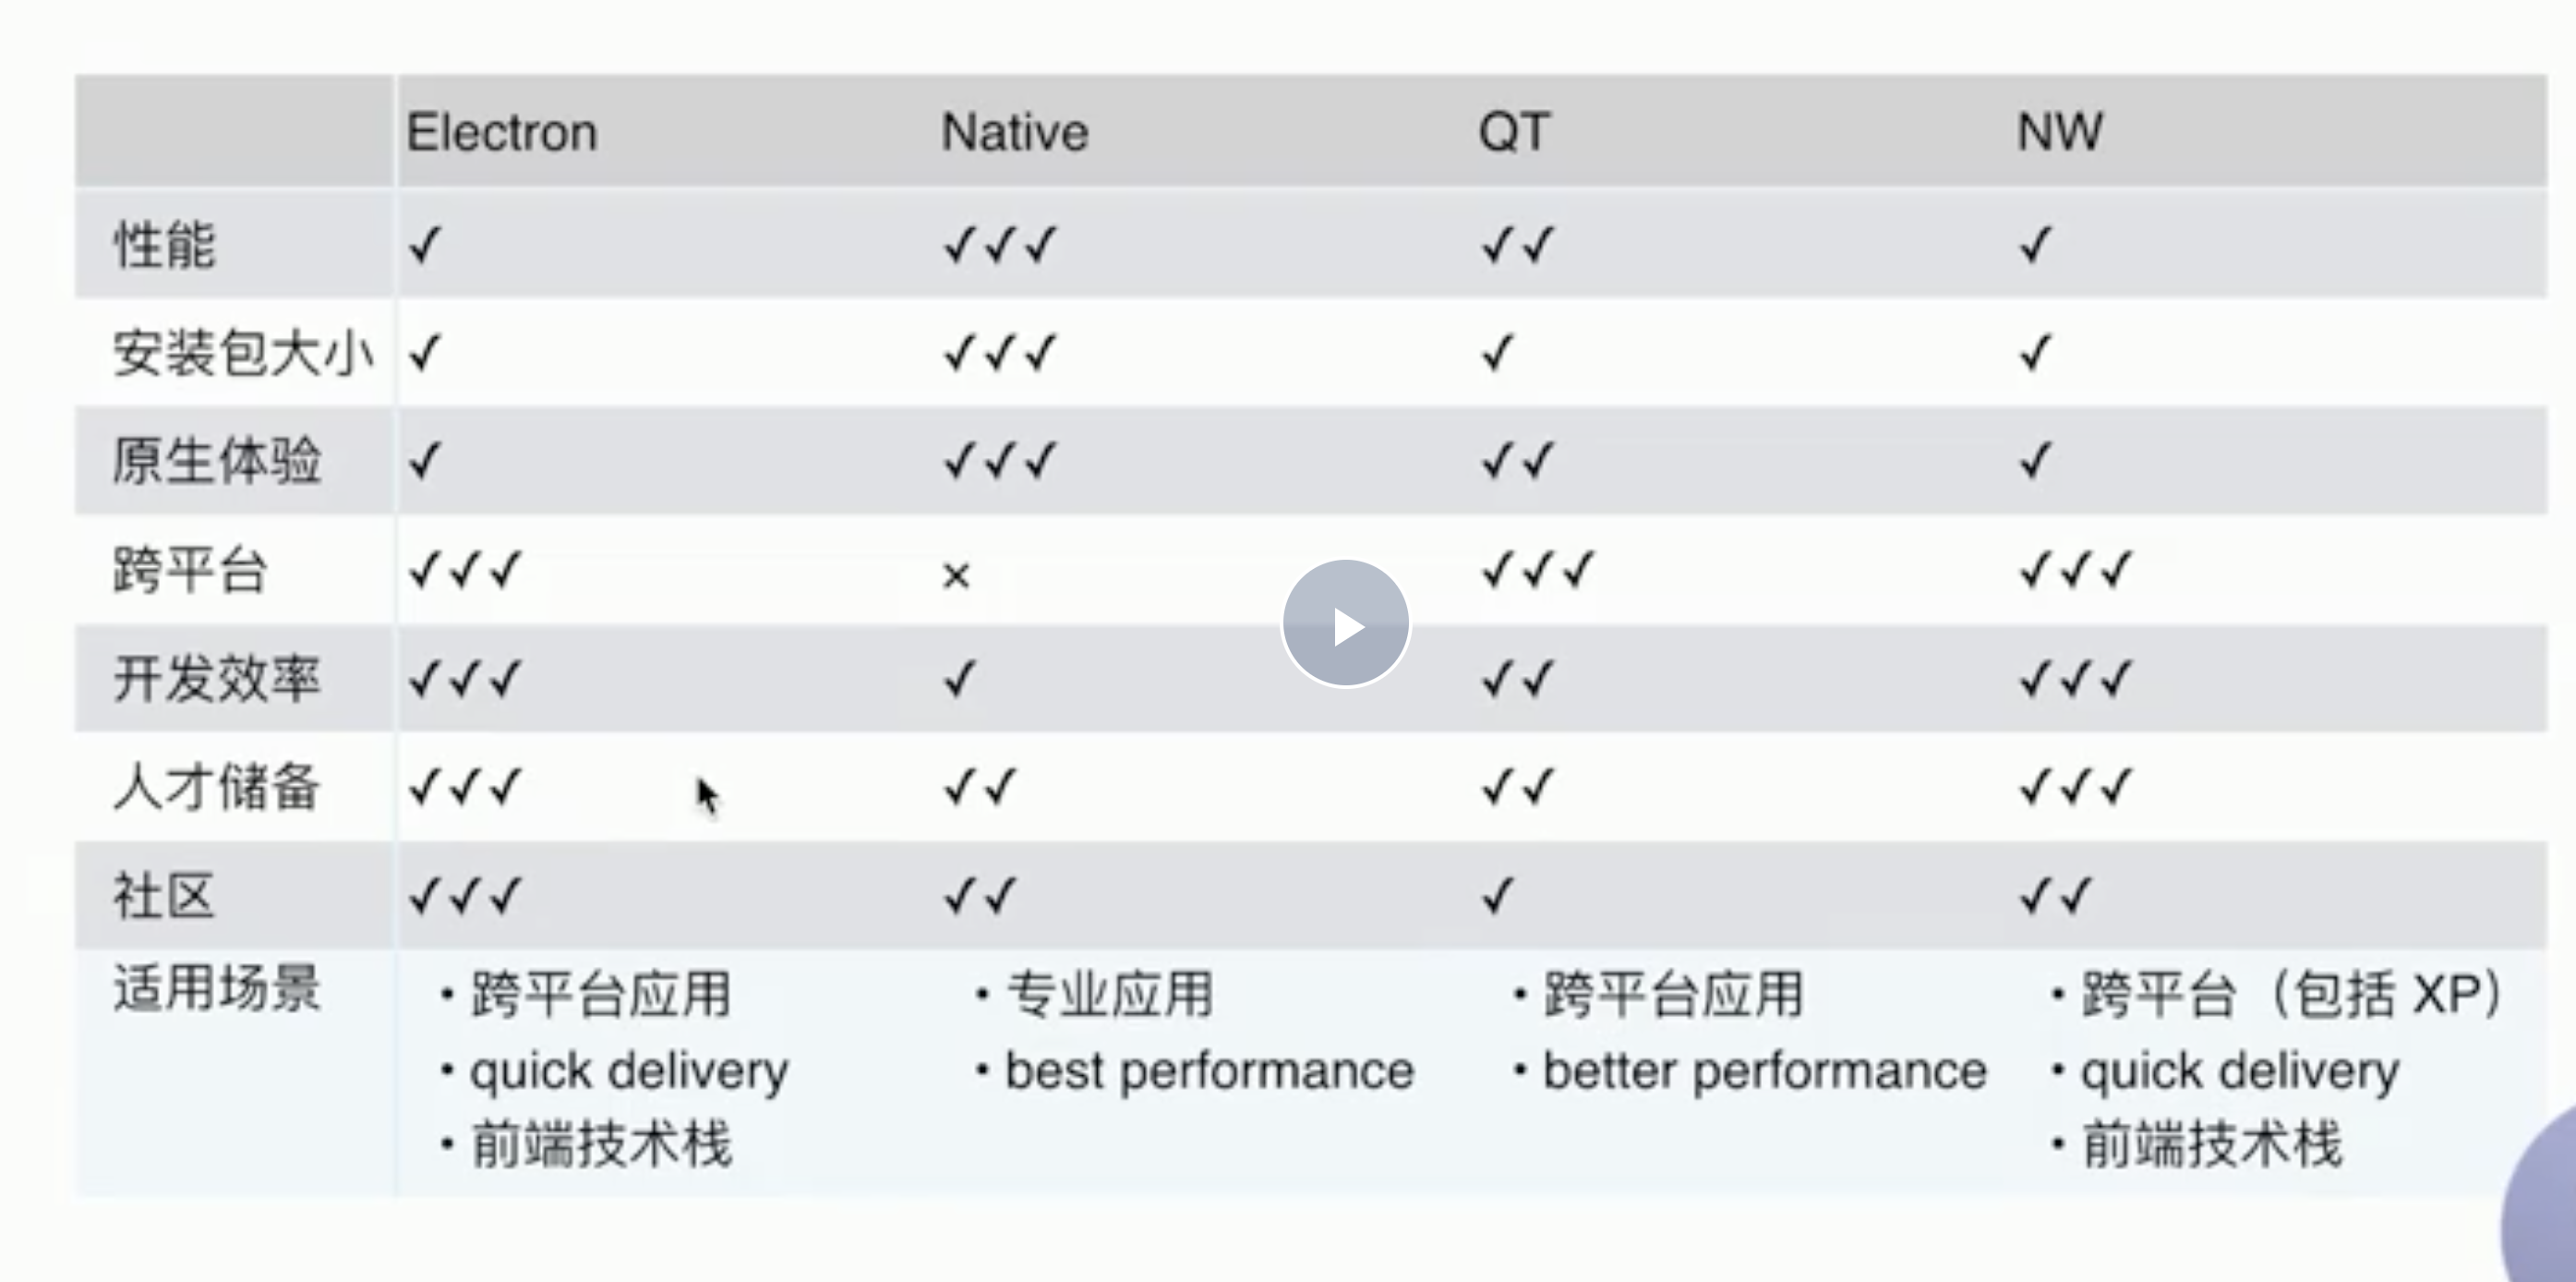 Electron Native QT NW
性能 ✓ ✓✓✓ ✓✓ ✓
安装包大小 ✓ ✓✓✓ ✓ ✓
原生体验 ✓ ✓✓✓ ✓✓ ✓
跨平台 ✓✓✓ × ✓✓✓ ✓✓✓
开发效率 ✓✓✓ ✓ ✓✓ ✓✓✓
人才储备 ✓✓✓ ✓✓ ✓✓ ✓✓✓
社区 ✓✓✓ ✓✓ ✓ ✓✓
适用场景 • 跨平台应用 • 专业应用 • 跨平台应用 • 跨平台（包括 XP）
• quick delivery • best performance • better performance • quick delivery
• 前端技术栈 • 前端技术栈